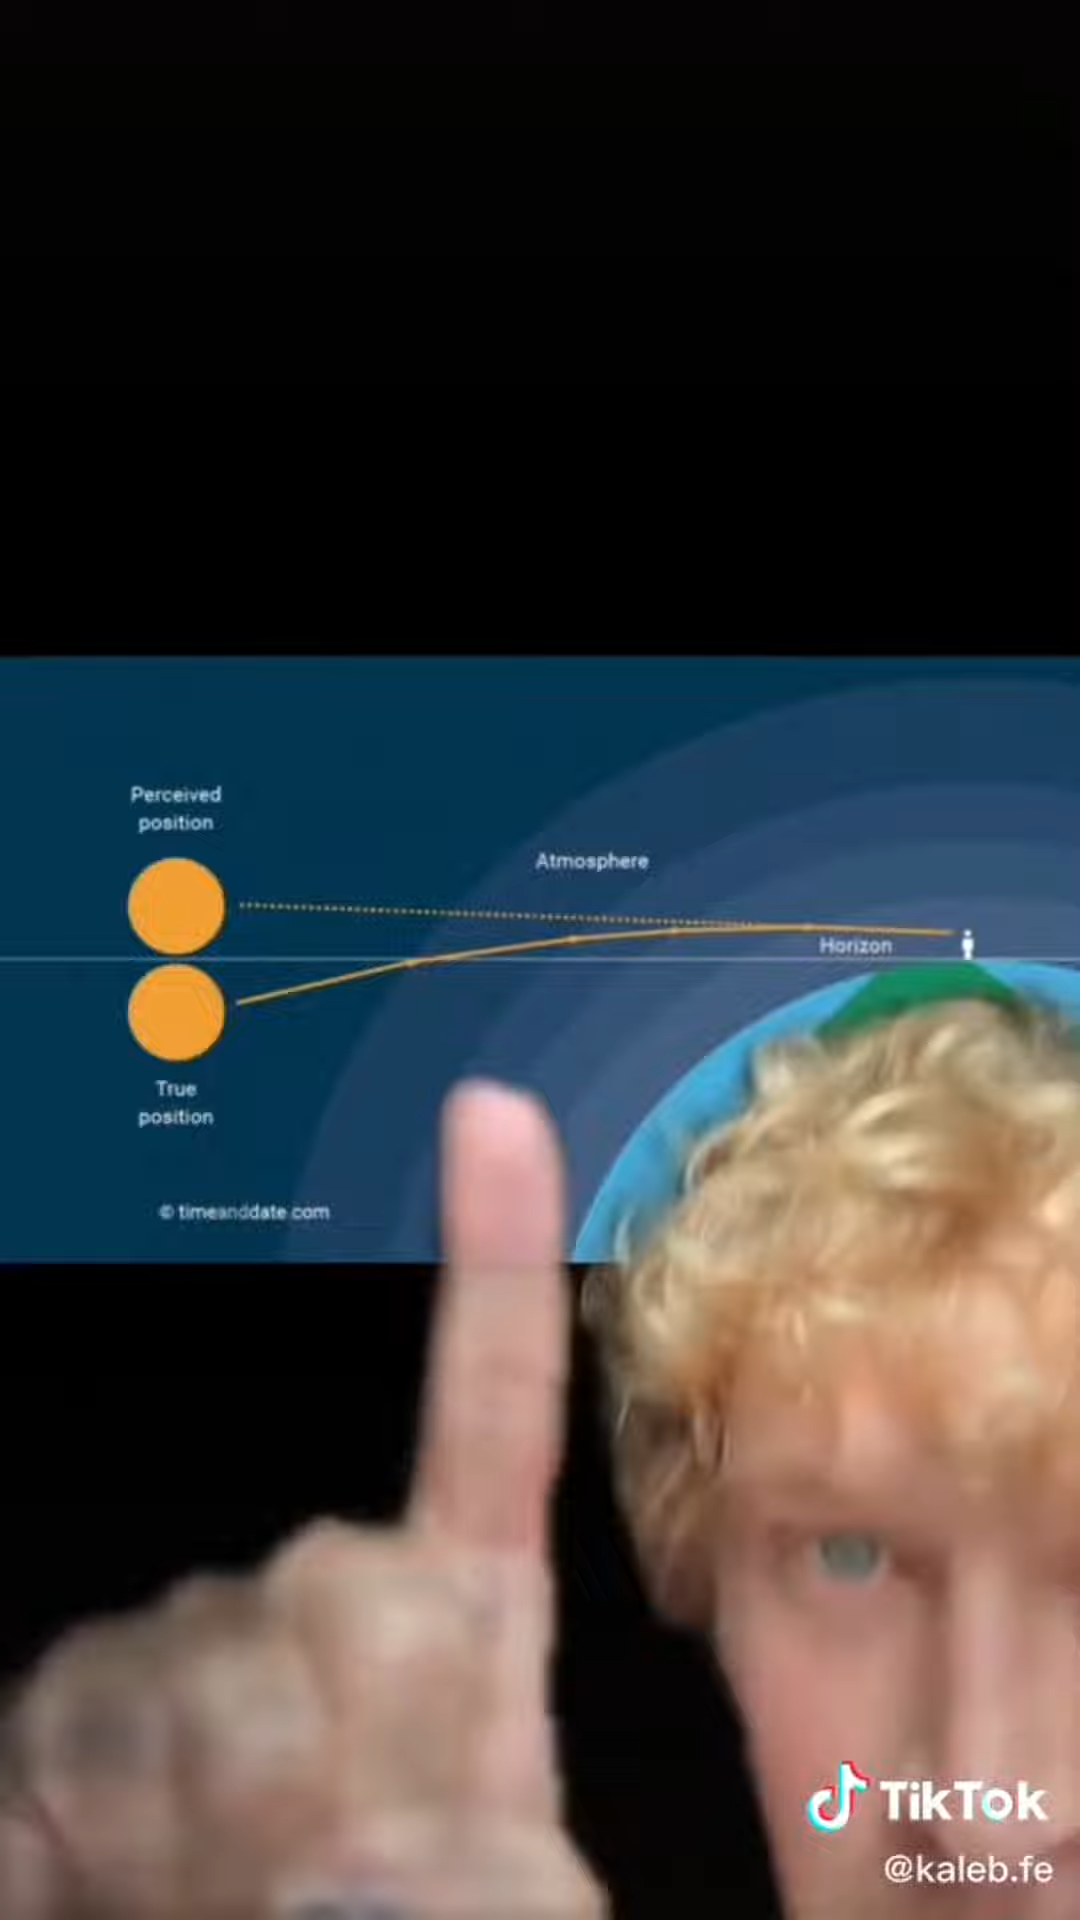 Perceived
position
Atmosphere
Horizon
True
position
© timeanddate.com
TikTok
@kaleb.fe